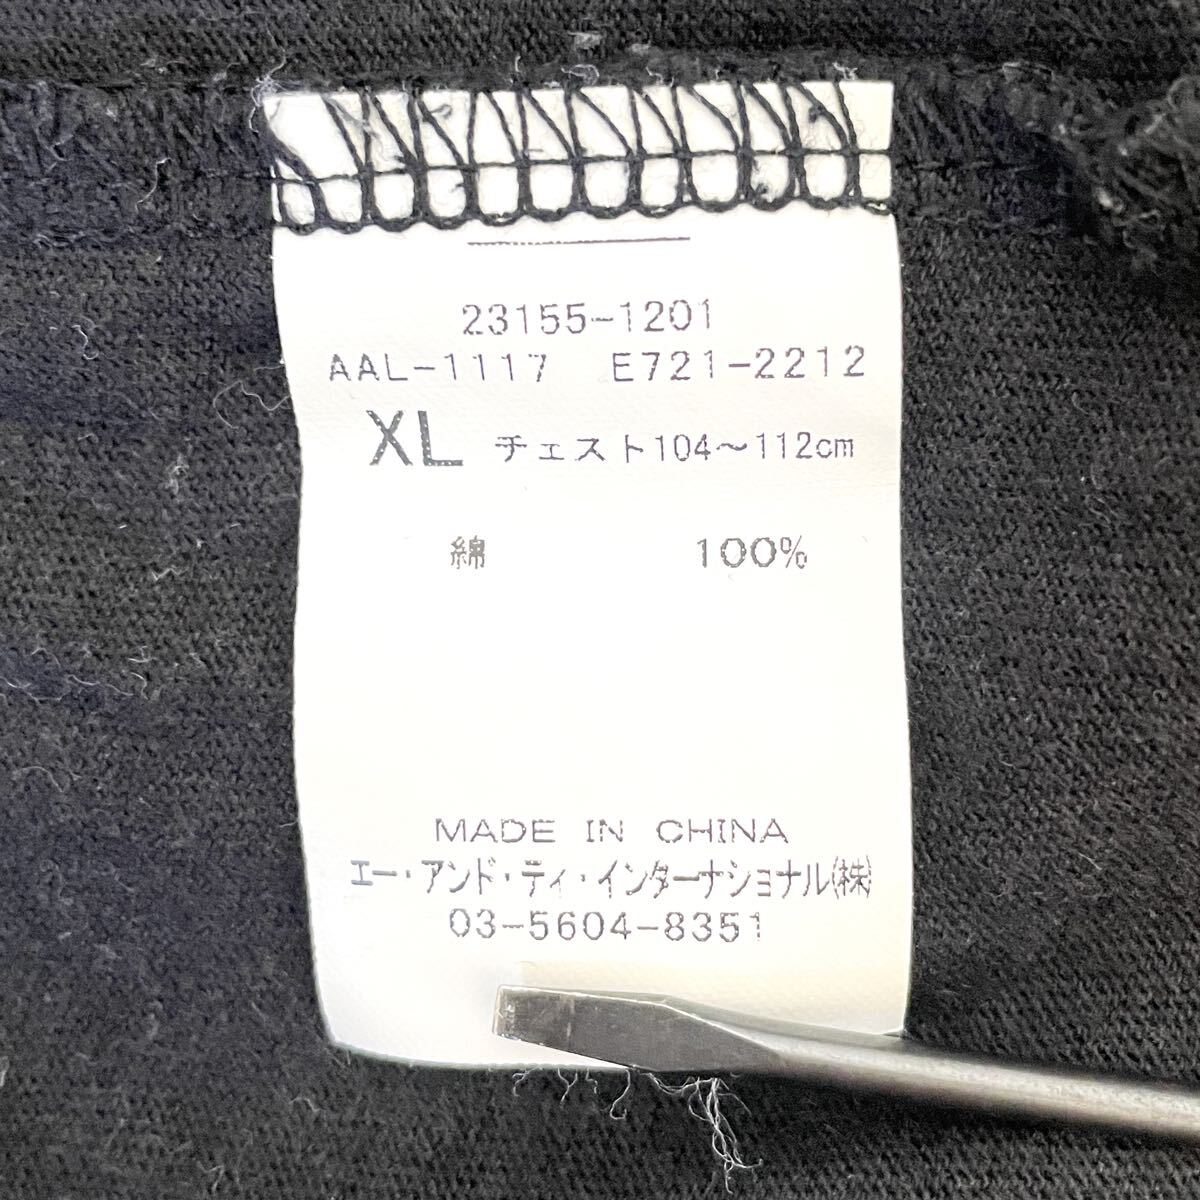 23155-1201
AAL-1117 E721-2212
XL チェスト104～112cm
綿 100%
MADE IN CHINA
エー・アンド・ティ・インターナショナル(株)
03-5604-8351